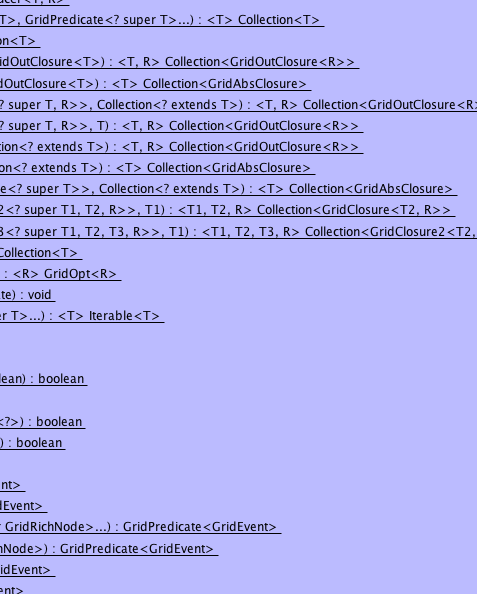 T>, GridPredicate<? super T>...) : <T> Collection<T>
on<T>
idOutClosure<T>) : <T, R> Collection<GridOutClosure<R>>
dOutClosure<T>) : <T> Collection<GridAbsClosure>
? super T, R>>, Collection<? extends T>) : <T, R> Collection<GridOutClosure<R
? super T, R>>, T) : <T, R> Collection<GridOutClosure<R>>
tion<? extends T>) : <T, R> Collection<GridOutClosure<R>>
on<? extends T>) : <T> Collection<GridAbsClosure>
e<? super T>>, Collection<? extends T>) : <T> Collection<GridAbsClosure>
2<? super T1, T2, R>>, T1) : <T1, T2, R> Collection<GridClosure<T2, R>>
3<? super T1, T2, T3, R>>, T1) : <T1, T2, T3, R> Collection<GridClosure2<T2,
Collection<T>
) : <R> GridOpt<R>
te) : void
er T>...) : <T> Iterable<T>
lean) : boolean
<?>) : boolean
) : boolean
ent>
dEvent>
r GridRichNode>...) : GridPredicate<GridEvent>
hNode>) : GridPredicate<GridEvent>
idEvent>
ent>